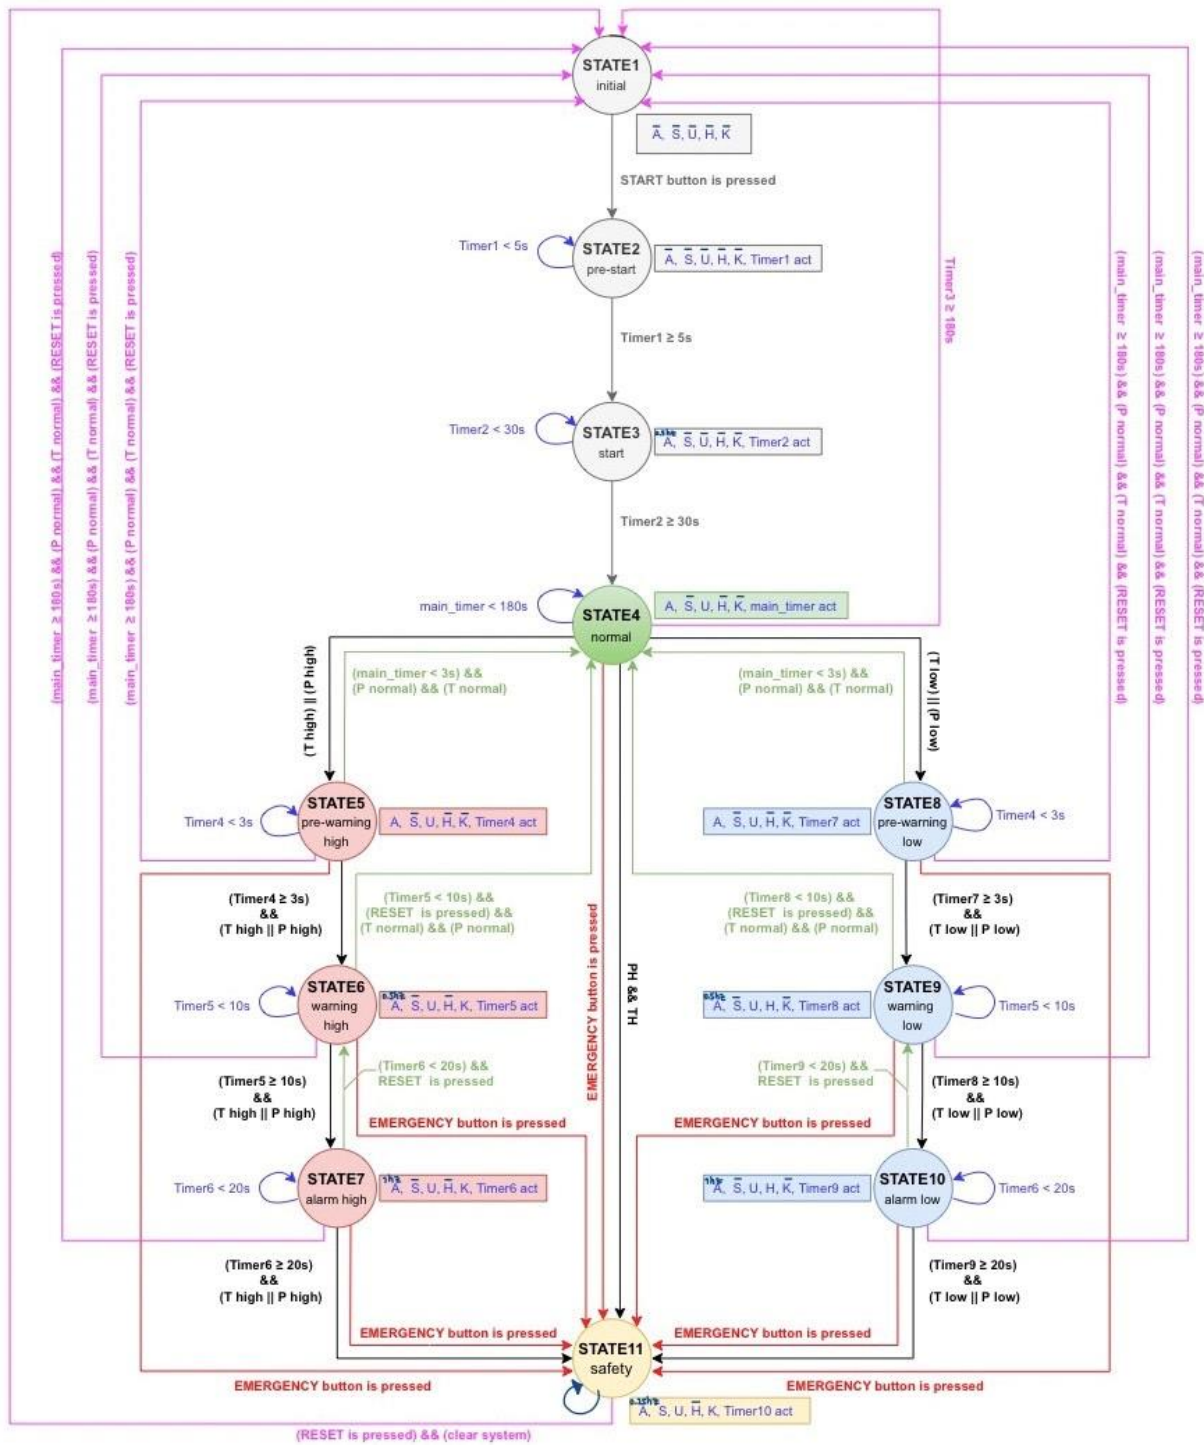 STATE1
initial
A̅, S̅, U̅, H̅, K̅
START button is pressed
Timer1 < 5s
STATE2
pre-start
A̅, S̅, U̅, H̅, K̅, Timer1 act
Timer1 ≥ 5s
Timer2 < 30s
STATE3
start
0.5hz
A, S̅, U̅, H̅, K̅, Timer2 act
Timer2 ≥ 30s
Timer3 ≥ 180s
main_timer < 180s
STATE4
normal
A, S̅, U, H̅, K̅, main_timer act
(main_timer ≥ 180s) && (P normal) && (T normal) && (RESET is pressed)
(main_timer ≥ 180s) && (P normal) && (T normal) && (RESET is pressed)
(main_timer ≥ 180s) && (P normal) && (T normal) && (RESET is pressed)
(main_timer ≥ 180s) && (P normal) && (T normal) && (RESET is pressed)
(main_timer ≥ 180s) && (P normal) && (T normal) && (RESET is pressed)
(main_timer ≥ 180s) && (P normal) && (T normal) && (RESET is pressed)
(T high) || (P high)
(main_timer < 3s) &&
(P normal) && (T normal)
(main_timer < 3s) &&
(P normal) && (T normal)
(T low) || (P low)
Timer4 < 3s
STATE5
pre-warning
high
A, S̅, U, H̅, K̅, Timer4 act
A, S̅, U, H̅, K̅, Timer7 act
STATE8
pre-warning
low
Timer4 < 3s
(Timer4 ≥ 3s)
&&
(T high || P high)
(Timer5 < 10s) &&
(RESET is pressed) &&
(T normal) && (P normal)
(Timer8 < 10s) &&
(RESET is pressed) &&
(T normal) && (P normal)
(Timer7 ≥ 3s)
&&
(T low || P low)
EMERGENCY button is pressed
PH && TH
Timer5 < 10s
STATE6
warning
high
0.5hz
A, S̅, U, H̅, K, Timer5 act
0.5hz
A, S̅, U, H, K̅, Timer8 act
STATE9
warning
low
Timer5 < 10s
(Timer5 ≥ 10s)
&&
(T high || P high)
(Timer6 < 20s) &&
RESET is pressed
(Timer9 < 20s) &&
RESET is pressed
(Timer8 ≥ 10s)
&&
(T low || P low)
EMERGENCY button is pressed
EMERGENCY button is pressed
Timer6 < 20s
STATE7
alarm high
1hz
A, S̅, U, H̅, K, Timer6 act
1hz
A, S̅, U, H, K̅, Timer9 act
STATE10
alarm low
Timer6 < 20s
(Timer6 ≥ 20s)
&&
(T high || P high)
(Timer9 ≥ 20s)
&&
(T low || P low)
EMERGENCY button is pressed
EMERGENCY button is pressed
STATE11
safety
EMERGENCY button is pressed
EMERGENCY button is pressed
0.25hz
A, S, U, H̅, K, Timer10 act
(RESET is pressed) && (clear system)